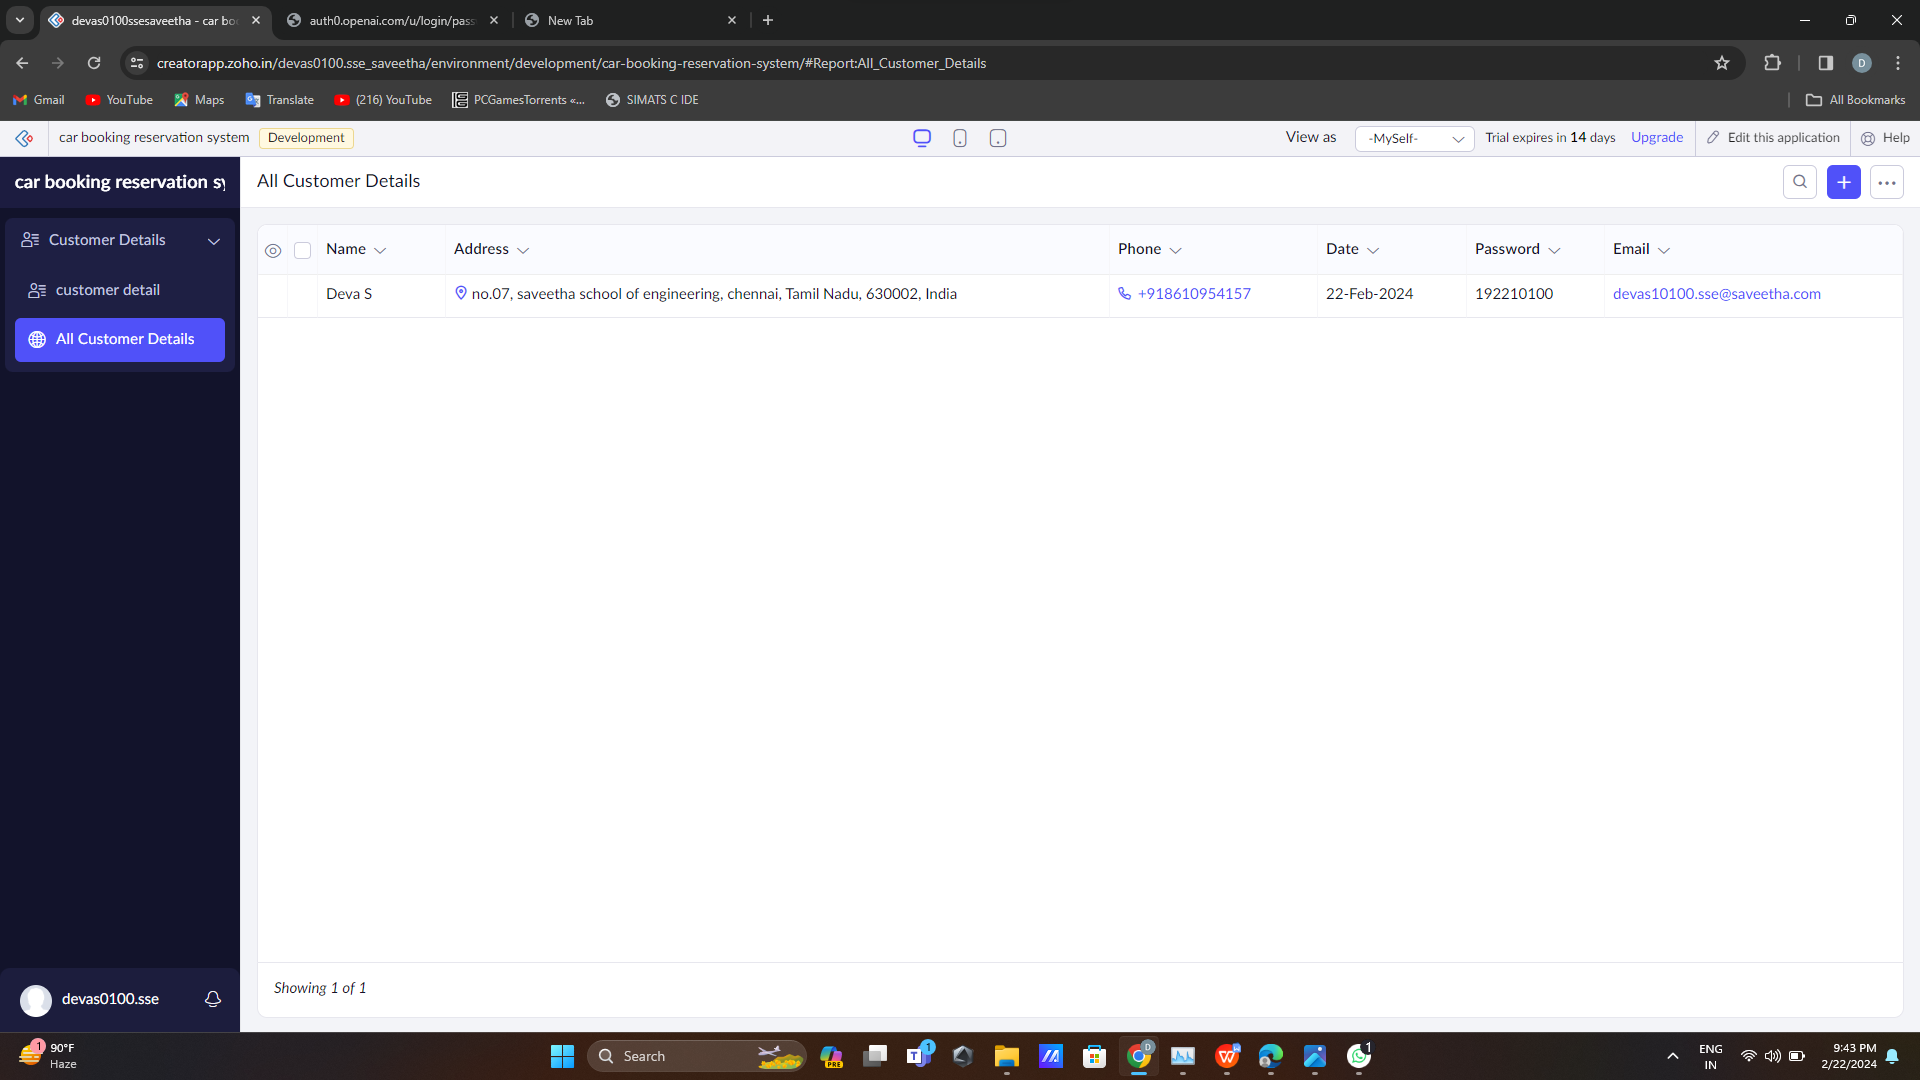 devas0100ssesaveetha - car bo
auth0.openai.com/u/login/pass
New Tab
creatorapp.zoho.in/devas0100.sse_saveetha/environment/development/car-booking-reservation-system/#Report:All_Customer_Details
D
Gmail
YouTube
Maps
Translate
(216) YouTube
PCGamesTorrents «...
SIMATS C IDE
All Bookmarks
car booking reservation system
Development
View as
-MySelf-
Trial expires in 14 days
Upgrade
Edit this application
Help
car booking reservation sy
All Customer Details
Customer Details
customer detail
All Customer Details
Name Address Phone Date Password Email
Deva S no.07, saveetha school of engineering, chennai, Tamil Nadu, 630002, India +918610954157 22-Feb-2024 192210100 devas10100.sse@saveetha.com
Showing 1 of 1
devas0100.sse
1
90°F
Haze
Search
PRE
1
D
1
ENG
IN
9:43 PM
2/22/2024